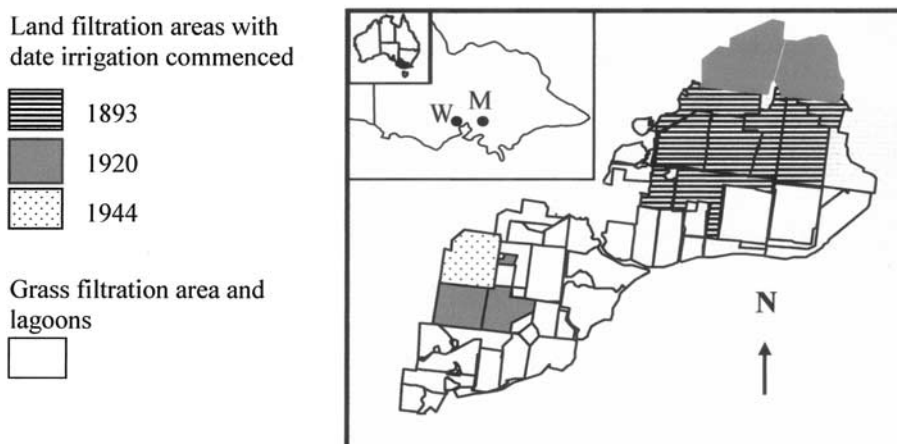 Land filtration areas with
date irrigation commenced
1893
1920
1944
Grass filtration area and
lagoons
W M
N